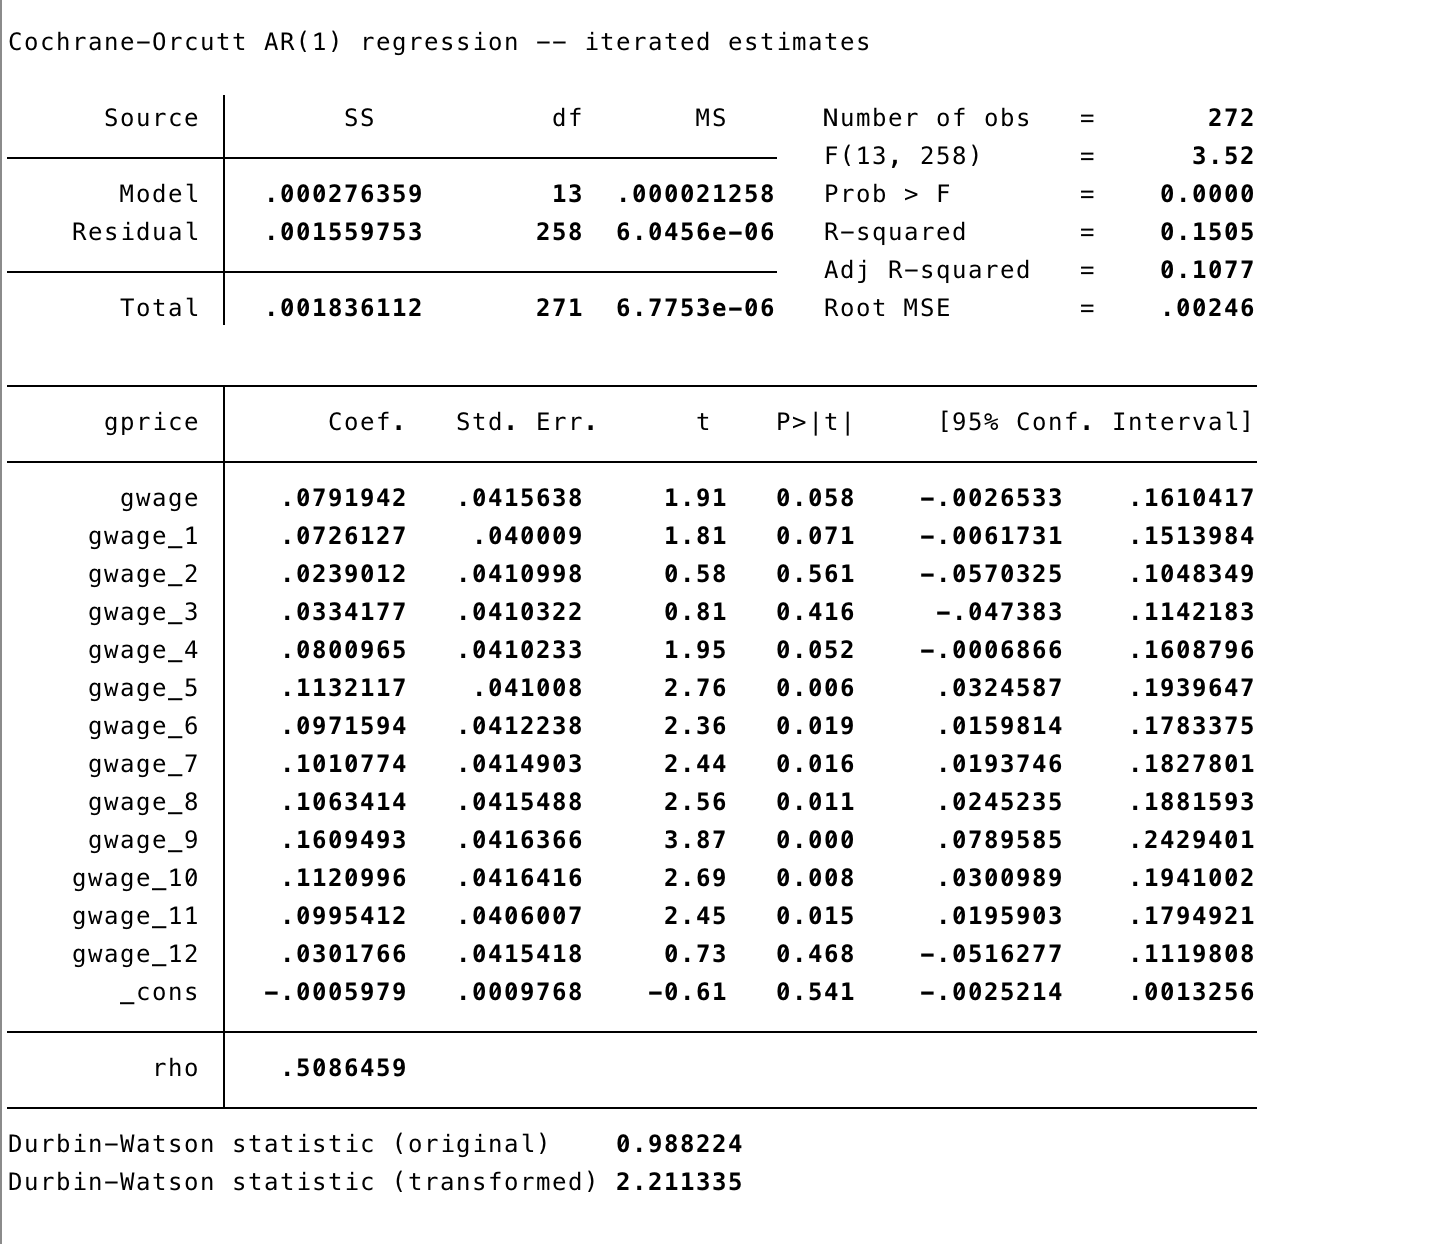 Cochrane-Orcutt AR(1) regression -- iterated estimates
Source | SS df MS Number of obs = 272
F(13, 258) = 3.52
Model | .000276359 13 .000021258 Prob > F = 0.0000
Residual | .001559753 258 6.0456e-06 R-squared = 0.1505
Adj R-squared = 0.1077
Total | .001836112 271 6.7753e-06 Root MSE = .00246
gprice | Coef. Std. Err. t P>|t| [95% Conf. Interval]
gwage | .0791942 .0415638 1.91 0.058 -.0026533 .1610417
gwage_1 | .0726127 .040009 1.81 0.071 -.0061731 .1513984
gwage_2 | .0239012 .0410998 0.58 0.561 -.0570325 .1048349
gwage_3 | .0334177 .0410322 0.81 0.416 -.047383 .1142183
gwage_4 | .0800965 .0410233 1.95 0.052 -.0006866 .1608796
gwage_5 | .1132117 .041008 2.76 0.006 .0324587 .1939647
gwage_6 | .0971594 .0412238 2.36 0.019 .0159814 .1783375
gwage_7 | .1010774 .0414903 2.44 0.016 .0193746 .1827801
gwage_8 | .1063414 .0415488 2.56 0.011 .0245235 .1881593
gwage_9 | .1609493 .0416366 3.87 0.000 .0789585 .2429401
gwage_10 | .1120996 .0416416 2.69 0.008 .0300989 .1941002
gwage_11 | .0995412 .0406007 2.45 0.015 .0195903 .1794921
gwage_12 | .0301766 .0415418 0.73 0.468 -.0516277 .1119808
_cons | -.0005979 .0009768 -0.61 0.541 -.0025214 .0013256
rho | .5086459
Durbin-Watson statistic (original) 0.988224
Durbin-Watson statistic (transformed) 2.211335